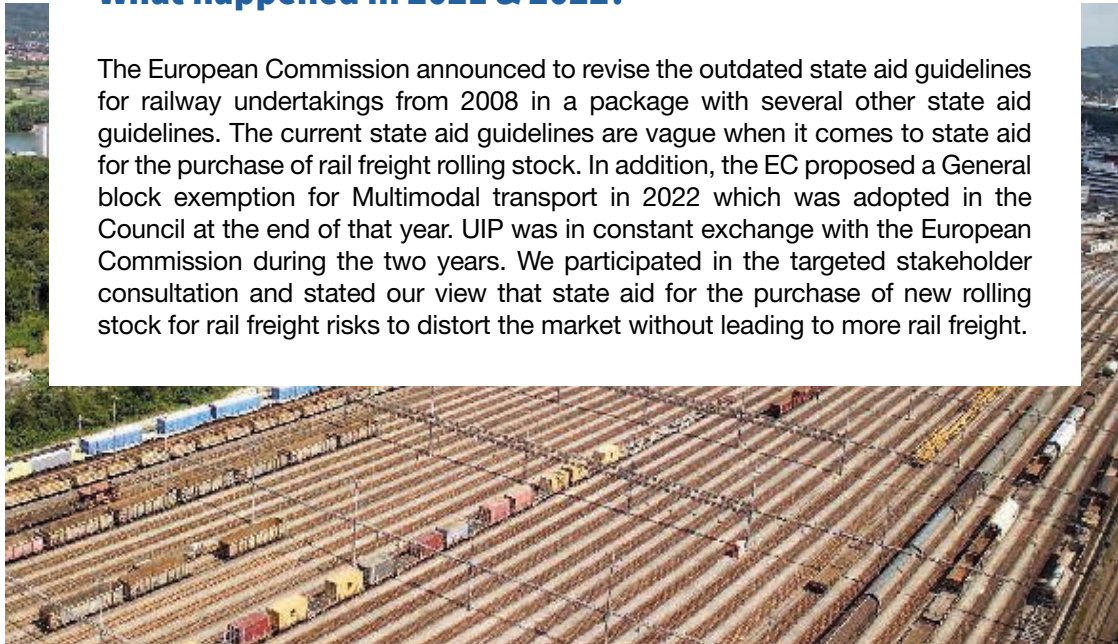 What happened in 2021 & 2022?
The European Commission announced to revise the outdated state aid guidelines
for railway undertakings from 2008 in a package with several other state aid
guidelines. The current state aid guidelines are vague when it comes to state aid
for the purchase of rail freight rolling stock. In addition, the EC proposed a General
block exemption for Multimodal transport in 2022 which was adopted in the
Council at the end of that year. UIP was in constant exchange with the European
Commission during the two years. We participated in the targeted stakeholder
consultation and stated our view that state aid for the purchase of new rolling
stock for rail freight risks to distort the market without leading to more rail freight.